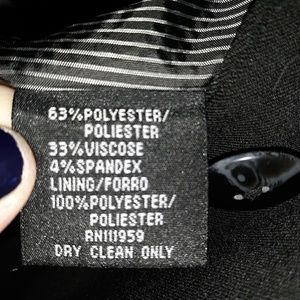 63%POLYESTER/
POLIESTER
33%VISCOSE
4%SPANDEX
LINING/FORRO
100%POLYESTER/
POLIESTER
RN111959
DRY CLEAN ONLY